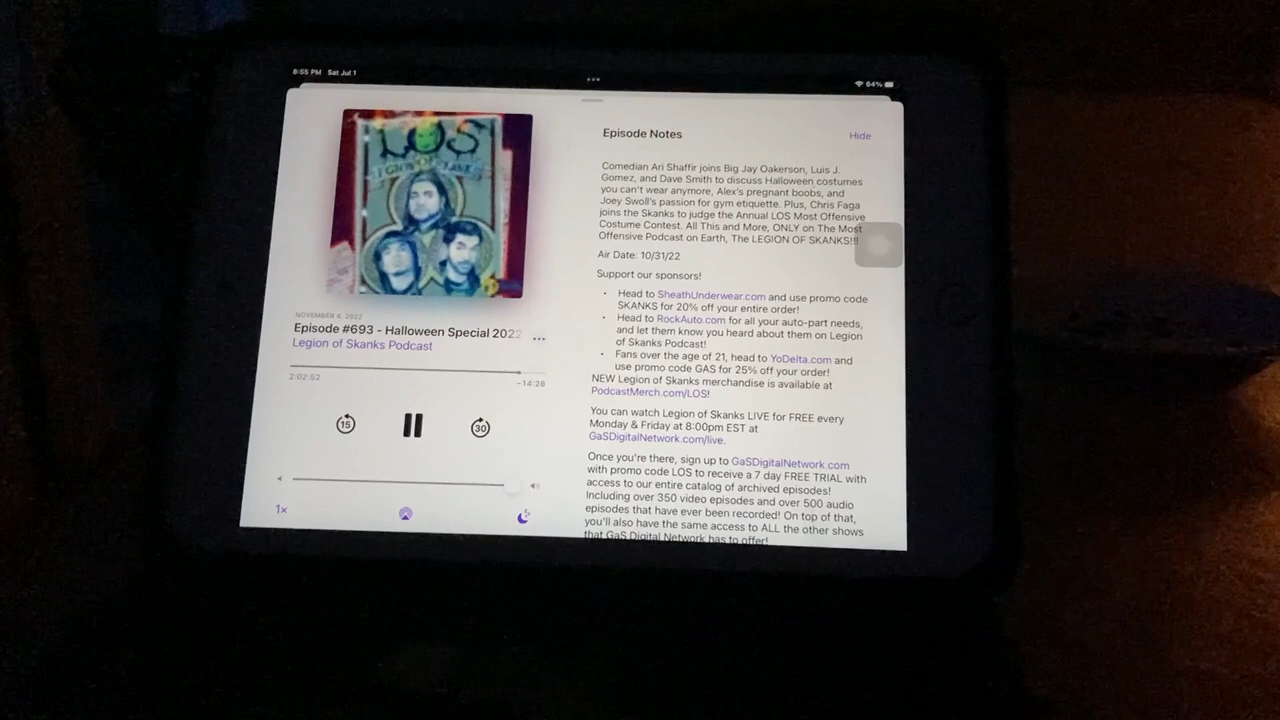 8:55 PM Sat Jul 1
64%
LOS
Episode Notes
Hide
Comedian Ari Shaffir joins Big Jay Oakerson, Luis J.
Gomez, and Dave Smith to discuss Halloween costumes
you can't wear anymore, Alex's pregnant boobs, and
Joey Swoll's passion for gym etiquette. Plus, Chris Faga
joins the Skanks to judge the Annual LOS Most Offensive
Costume Contest. All This and More, ONLY on The Most
Offensive Podcast on Earth, The LEGION OF SKANKS!!!
Air Date: 10/31/22
Support our sponsors!
• Head to SheathUnderwear.com and use promo code
SKANKS for 20% off your entire order!
• Head to RockAuto.com for all your auto-part needs,
and let them know you heard about them on Legion
of Skanks Podcast!
• Fans over the age of 21, head to YoDelta.com and
use promo code GAS for 25% off your order!
NEW Legion of Skanks merchandise is available at
PodcastMerch.com/LOS!
You can watch Legion of Skanks LIVE for FREE every
Monday & Friday at 8:00pm EST at
GaSDigitalNetwork.com/live.
Once you're there, sign up to GaSDigitalNetwork.com
with promo code LOS to receive a 7 day FREE TRIAL with
access to our entire catalog of archived episodes!
Including over 350 video episodes and over 500 audio
episodes that have ever been recorded! On top of that,
you'll also have the same access to ALL the other shows
that GaS Digital Network has to offer!
NOVEMBER 4, 2022
Episode #693 - Halloween Special 2022
Legion of Skanks Podcast
2:02:52
-14:28
15
30
1×